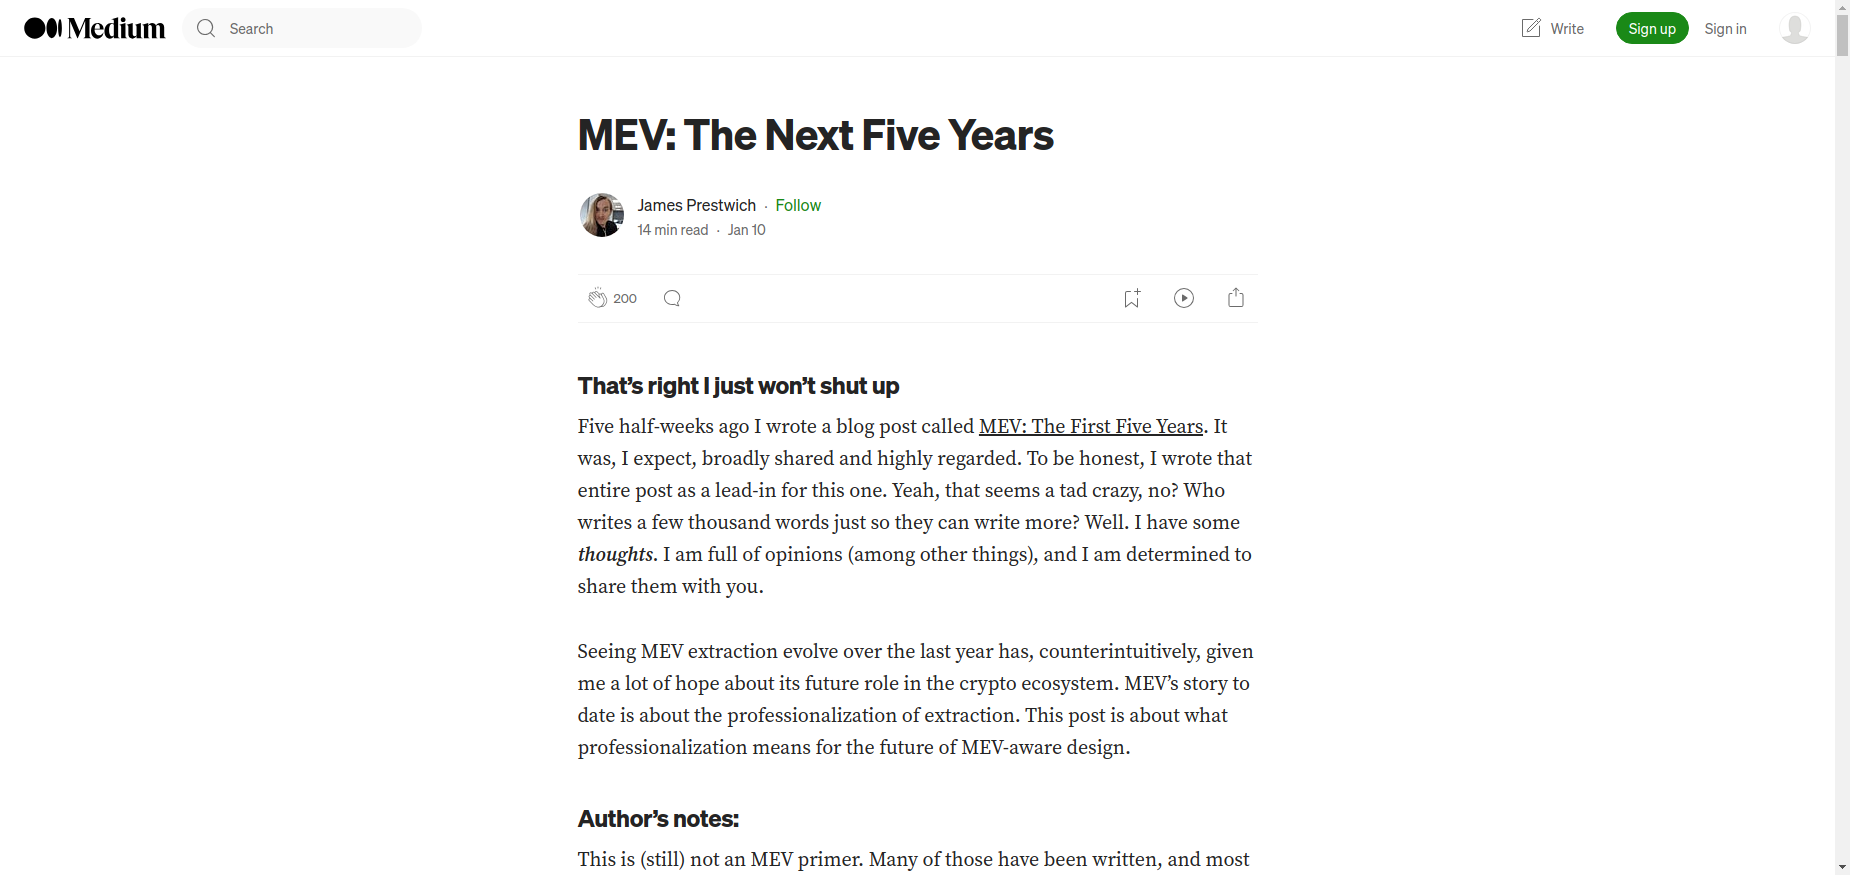 Medium
Search
Write
Sign up
Sign in
MEV: The Next Five Years
James Prestwich · Follow
14 min read · Jan 10
200
That’s right I just won’t shut up
Five half-weeks ago I wrote a blog post called MEV: The First Five Years. It
was, I expect, broadly shared and highly regarded. To be honest, I wrote that
entire post as a lead-in for this one. Yeah, that seems a tad crazy, no? Who
writes a few thousand words just so they can write more? Well. I have some
thoughts. I am full of opinions (among other things), and I am determined to
share them with you.
Seeing MEV extraction evolve over the last year has, counterintuitively, given
me a lot of hope about its future role in the crypto ecosystem. MEV’s story to
date is about the professionalization of extraction. This post is about what
professionalization means for the future of MEV-aware design.
Author’s notes:
This is (still) not an MEV primer. Many of those have been written, and most